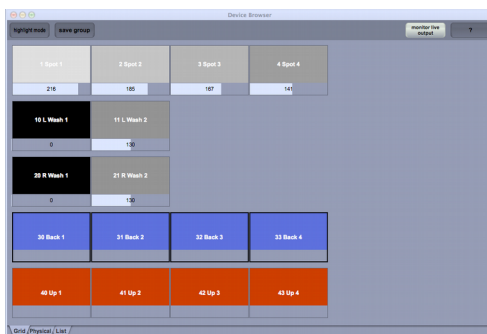 Device Browser
highlight mode save group monitor live output ?
1 Spot 1 2 Spot 2 3 Spot 3 4 Spot 4
216 185 167 141
10 L Wash 1 11 L Wash 2
0 130
20 R Wash 1 21 R Wash 2
0 130
30 Back 1 31 Back 2 32 Back 3 33 Back 4
40 Up 1 41 Up 2 42 Up 3 43 Up 4
Grid Physical List